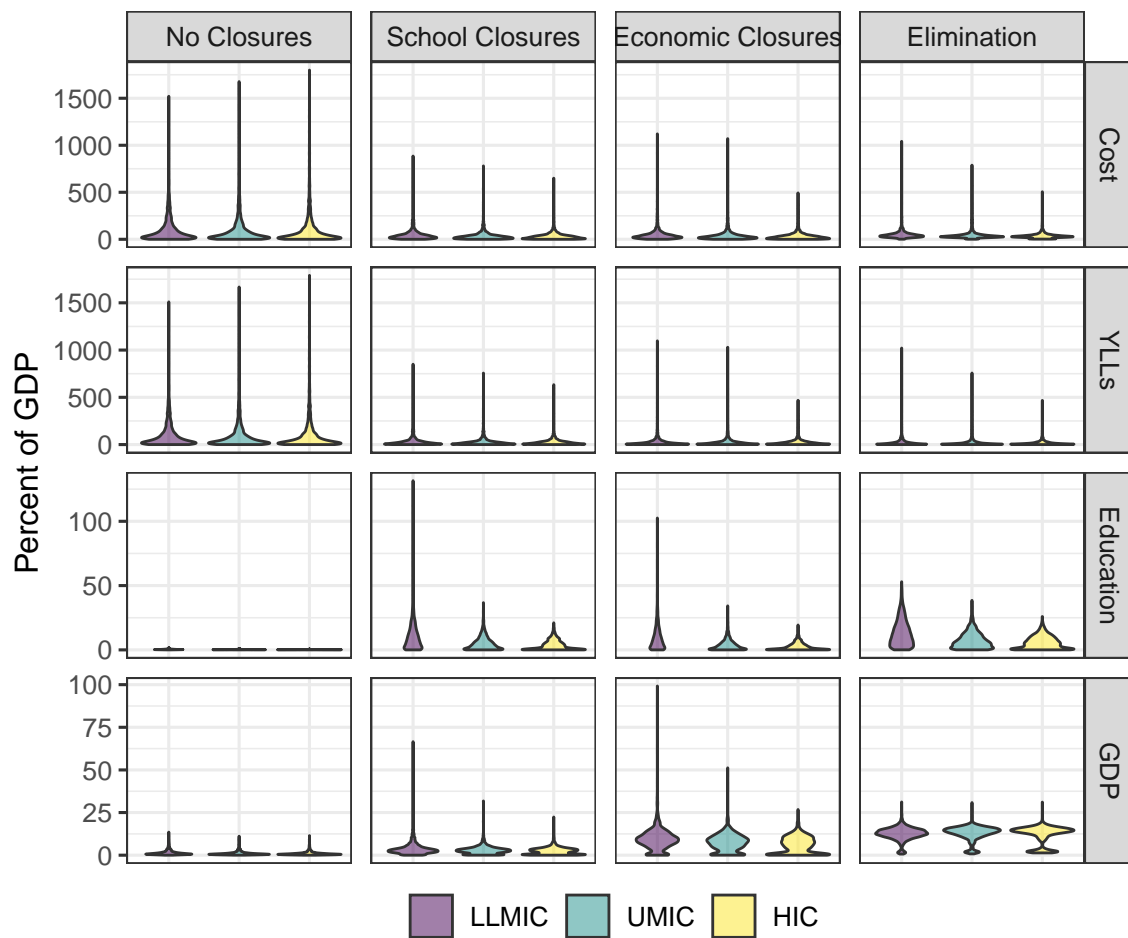 No Closures School Closures Economic Closures Elimination
1500
1000
500
0
Cost
1500
1000
500
0
YLLs
Percent of GDP
100
50
0
Education
100
75
50
25
0
GDP
LLMIC UMIC HIC